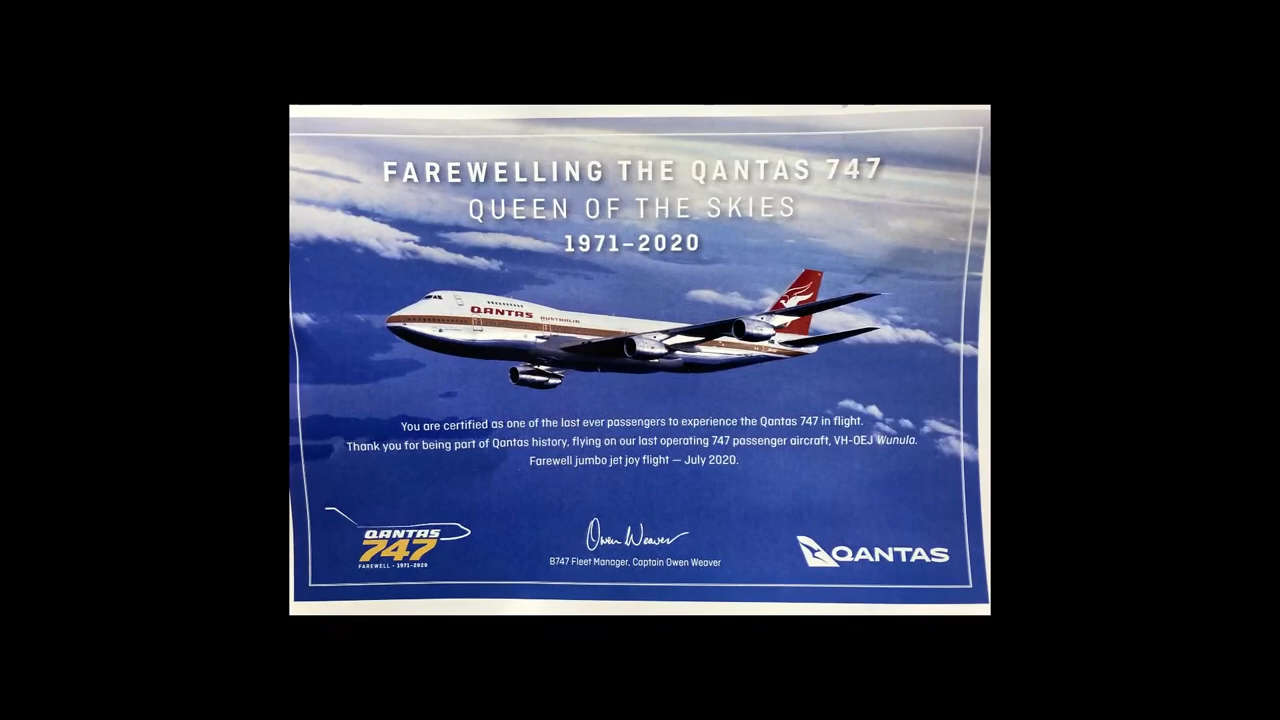 FAREWELLING THE QANTAS 747
QUEEN OF THE SKIES
1971–2020
QANTAS AUSTRALIA
You are certified as one of the last ever passengers to experience the Qantas 747 in flight.
Thank you for being part of Qantas history, flying on our last operating 747 passenger aircraft, VH-OEJ Wunula.
Farewell jumbo jet joy flight — July 2020.
QANTAS
747
FAREWELL • 1971-2020
Owen Weaver
B747 Fleet Manager, Captain Owen Weaver
QANTAS